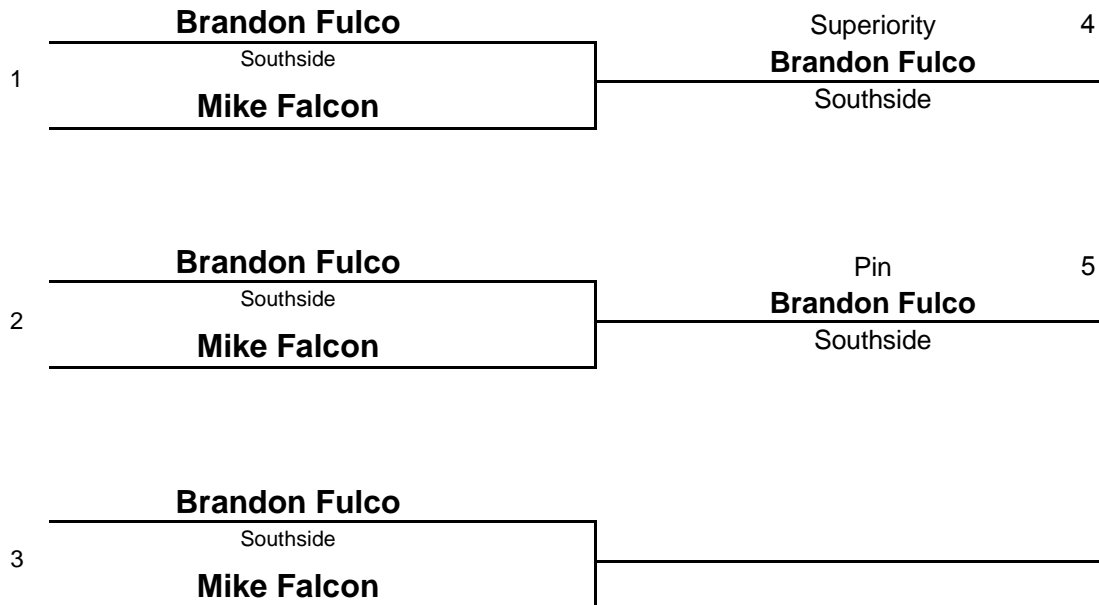 Brandon Fulco
Superiority 4
Southside
Brandon Fulco
1
Mike Falcon
Southside
Brandon Fulco
Pin 5
Southside
Brandon Fulco
2
Mike Falcon
Southside
Brandon Fulco
Southside
3
Mike Falcon